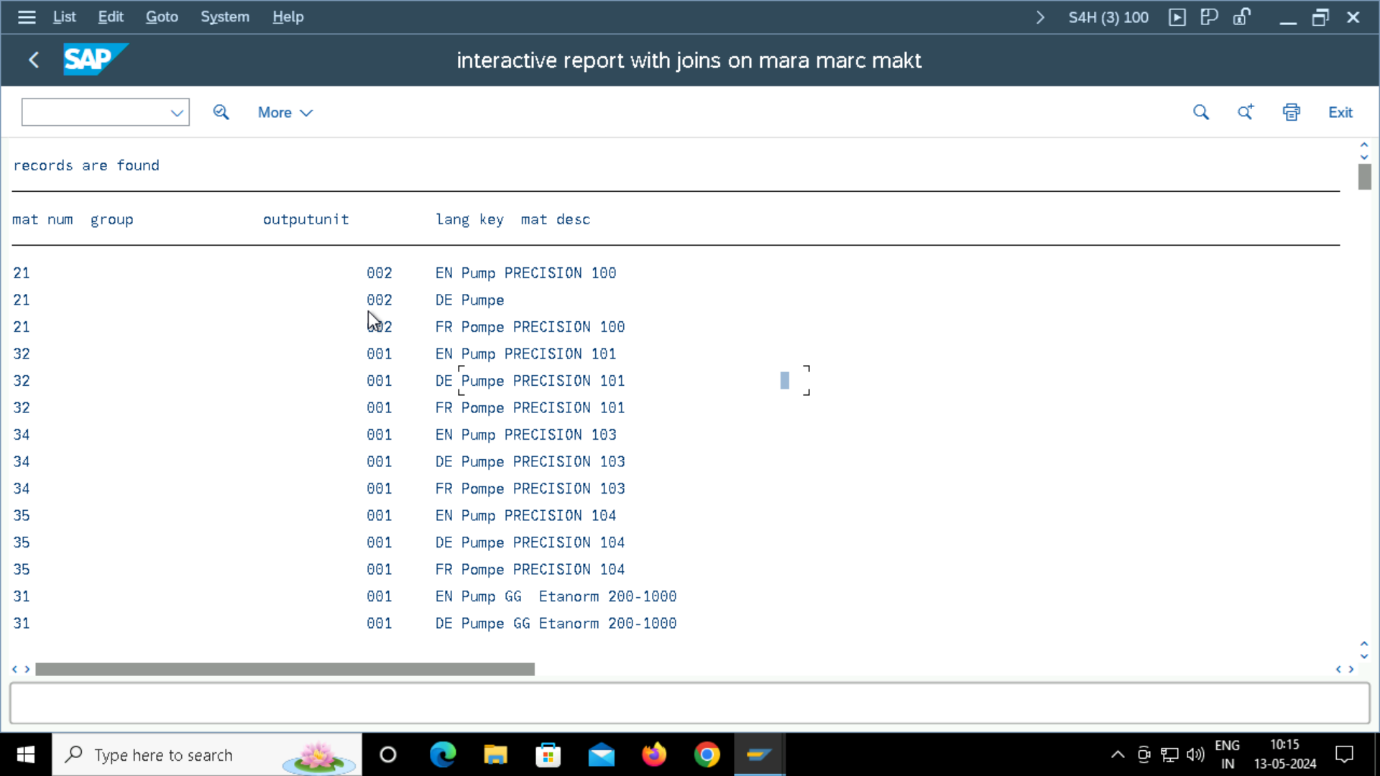 List Edit Goto System Help S4H (3) 100
SAP interactive report with joins on mara marc makt
More Exit
records are found
mat num group outputunit lang key mat desc
21 002 EN Pump PRECISION 100
21 002 DE Pumpe
21 002 FR Pompe PRECISION 100
32 001 EN Pump PRECISION 101
32 001 DE Pumpe PRECISION 101
32 001 FR Pompe PRECISION 101
34 001 EN Pump PRECISION 103
34 001 DE Pumpe PRECISION 103
34 001 FR Pompe PRECISION 103
35 001 EN Pump PRECISION 104
35 001 DE Pumpe PRECISION 104
35 001 FR Pompe PRECISION 104
31 001 EN Pump GG Etanorm 200-1000
31 001 DE Pumpe GG Etanorm 200-1000
Type here to search
ENG 10:15
IN 13-05-2024